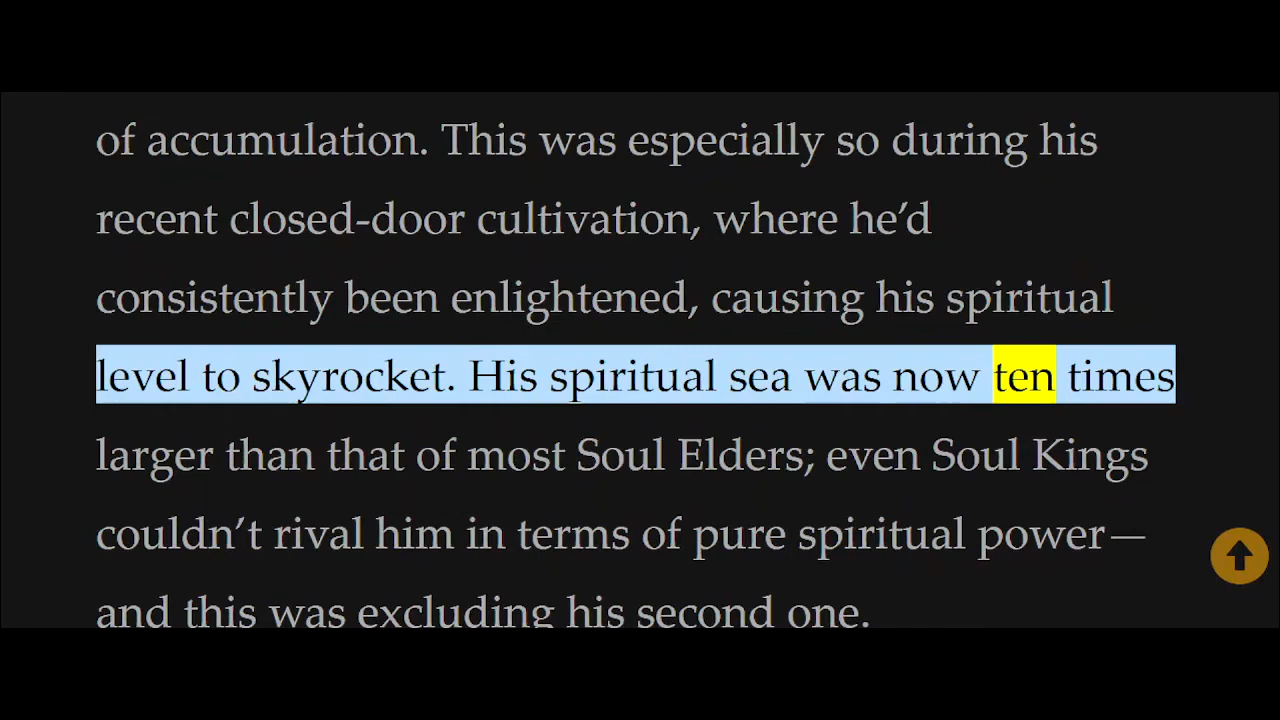 of accumulation. This was especially so during his
recent closed-door cultivation, where he’d
consistently been enlightened, causing his spiritual
level to skyrocket. His spiritual sea was now ten times
larger than that of most Soul Elders; even Soul Kings
couldn’t rival him in terms of pure spiritual power—
and this was excluding his second one.